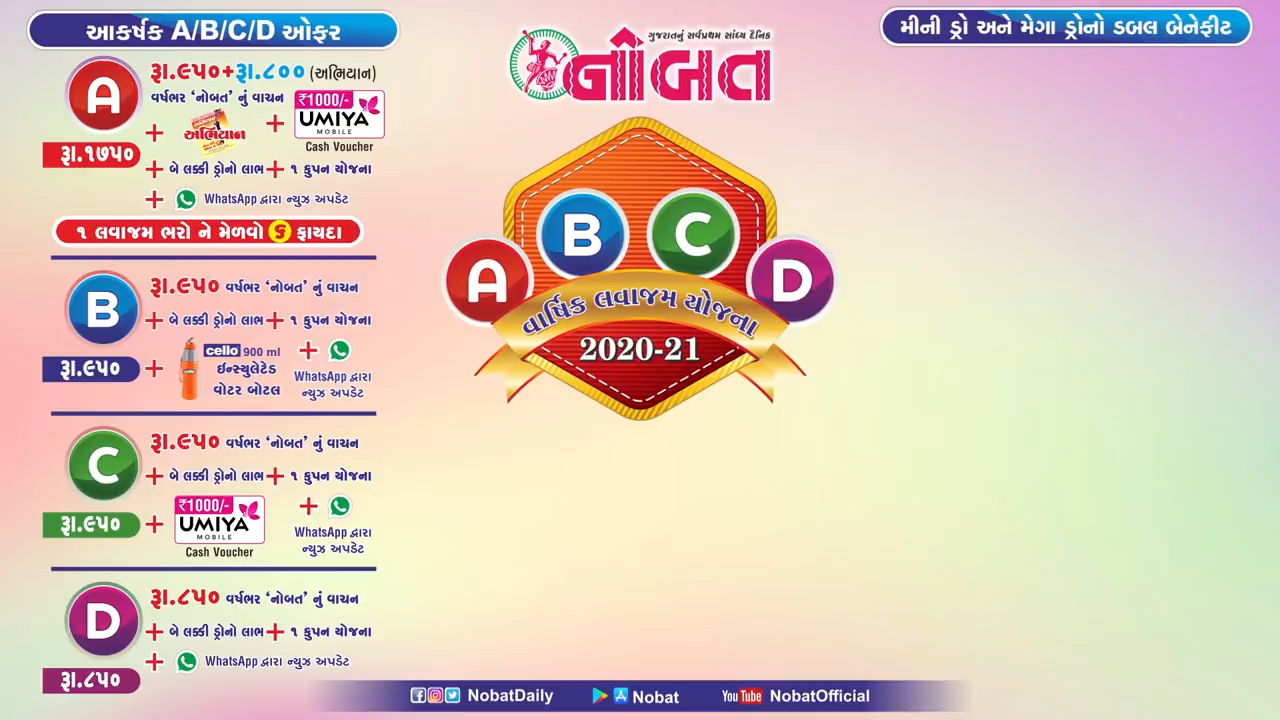 આકર્ષક A/B/C/D ઓફર
A
રૂા.૯૫૦+રૂા.૮૦૦ (અભિયાન)
વર્ષભર ‘નોબત’ નું વાચન
+ અભિયાન + ₹1000/- UMIYA MOBILE
Cash Voucher
રૂા.૧૭૫૦
+ બે લક્કી ડ્રોનો લાભ + ૧ કુપન યોજના
+ WhatsApp દ્વારા ન્યુઝ અપડેટ
૧ લવાજમ ભરો ને મેળવો ૬ ફાયદા
B
રૂા.૯૫૦ વર્ષભર ‘નોબત’ નું વાચન
+ બે લક્કી ડ્રોનો લાભ + ૧ કુપન યોજના
રૂા.૯૫૦
+ cello 900 ml
ઈન્સ્યુલેટેડ
વોટર બોટલ
+ WhatsApp દ્વારા
ન્યુઝ અપડેટ
C
રૂા.૯૫૦ વર્ષભર ‘નોબત’ નું વાચન
+ બે લક્કી ડ્રોનો લાભ + ૧ કુપન યોજના
રૂા.૯૫૦
+ ₹1000/- UMIYA MOBILE
Cash Voucher
+ WhatsApp દ્વારા
ન્યુઝ અપડેટ
D
રૂા.૮૫૦ વર્ષભર ‘નોબત’ નું વાચન
+ બે લક્કી ડ્રોનો લાભ + ૧ કુપન યોજના
+ WhatsApp દ્વારા ન્યુઝ અપડેટ
રૂા.૮૫૦
ગુજરાતનું સર્વપ્રથમ સાંધ્ય દૈનિક
નોબત
A B C D
વાર્ષિક લવાજમ યોજના
2020-21
મીની ડ્રો અને મેગા ડ્રોનો ડબલ બેનેફીટ
NobatDaily Nobat YouTube NobatOfficial